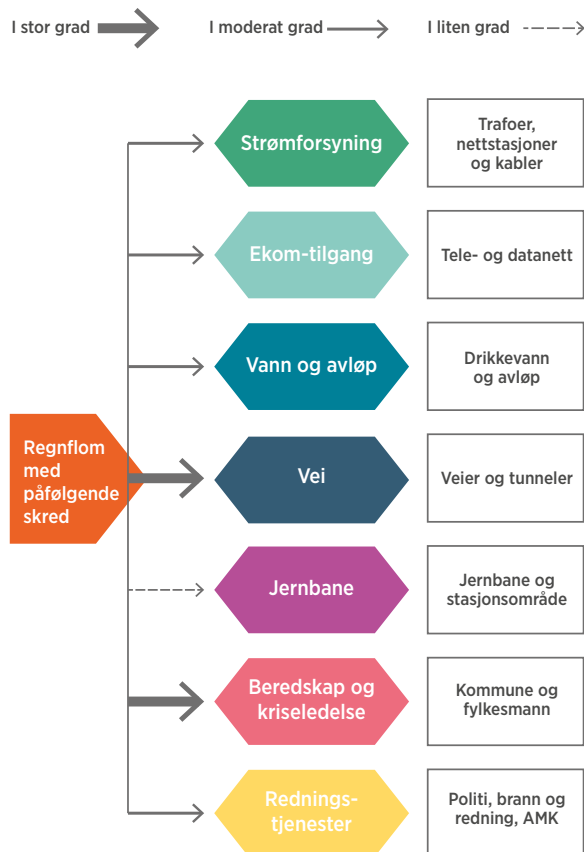 I stor grad
I moderat grad
I liten grad
Strømforsyning
Trafoer,
nettstasjoner
og kabler
Ekom-tilgang
Tele- og datanett
Vann og avløp
Drikkevann
og avløp
Regnflom
med
påfølgende
skred
Vei
Veier og tunneler
Jernbane
Jernbane og
stasjonsområde
Beredskap og
kriseledelse
Kommune og
fylkesmann
Rednings-
tjenester
Politi, brann og
redning, AMK